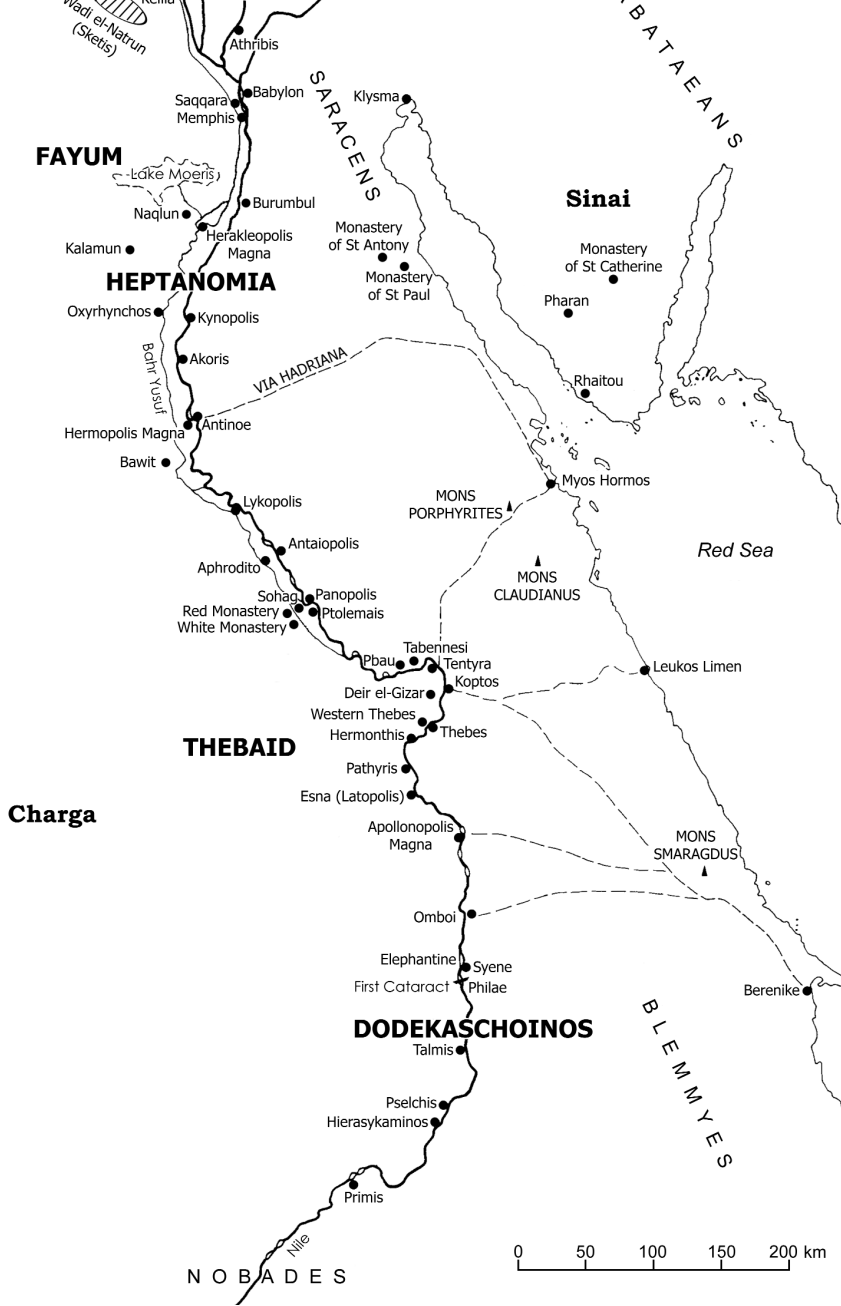 Kellia
Wadi el-Natrun
(Sketis)
Athribis
BATAEANS
SARACENS
Klysma
Babylon
Saqqara
Memphis
FAYUM
Lake Moeris
Sinai
Burumbul
Naqlun
Herakleopolis
Magna
Kalamun
Monastery
of St Antony
Monastery
of St Paul
Monastery
of St Catherine
Pharan
HEPTANOMIA
Oxyrhynchos
Kynopolis
Bahr Yusuf
Akoris
VIA HADRIANA
Rhaitou
Antinoe
Hermopolis Magna
Bawit
Myos Hormos
MONS
PORPHYRITES
Lykopolis
Red Sea
Antaiopolis
Aphrodito
MONS
CLAUDIANUS
Sohag
Panopolis
Red Monastery
Ptolemais
White Monastery
Tabennesi
Pbau
Tentyra
Leukos Limen
Koptos
Deir el-Gizar
Western Thebes
Hermonthis
Thebes
THEBAID
Pathyris
Esna (Latopolis)
Charga
Apollonopolis
Magna
MONS
SMARAGDUS
Omboi
Elephantine
Syene
First Cataract
Philae
Berenike
BLEMMYES
DODEKASCHOINOS
Talmis
Pselchis
Hierasykaminos
Primis
Nile
NOBADES
0 50 100 150 200 km